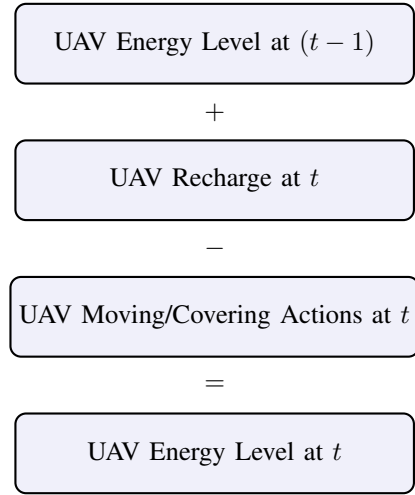 UAV Energy Level at (t − 1)
+
UAV Recharge at t
−
UAV Moving/Covering Actions at t
=
UAV Energy Level at t